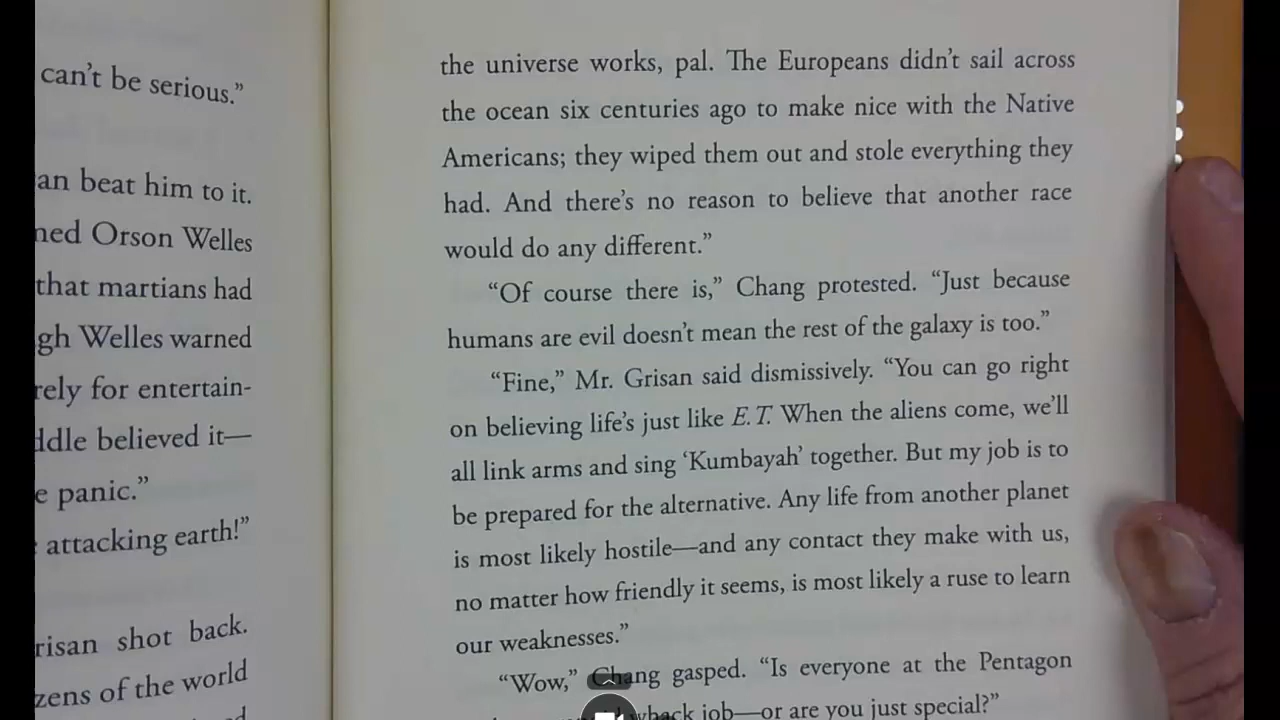 can't be serious."
an beat him to it.
Orson Welles
that martians had
Welles warned
for entertain-
believed it—
panic."
attacking earth!"
shot back.
of the world
the universe works, pal. The Europeans didn't sail across
the ocean six centuries ago to make nice with the Native
Americans; they wiped them out and stole everything they
had. And there's no reason to believe that another race
would do any different."
"Of course there is," Chang protested. "Just because
humans are evil doesn't mean the rest of the galaxy is too."
"Fine," Mr. Grisan said dismissively. "You can go right
on believing life's just like E.T. When the aliens come, we'll
all link arms and sing 'Kumbayah' together. But my job is to
be prepared for the alternative. Any life from another planet
is most likely hostile—and any contact they make with us,
no matter how friendly it seems, is most likely a ruse to learn
our weaknesses."
"Wow," Chang gasped. "Is everyone at the Pentagon
whack job—or are you just special?"